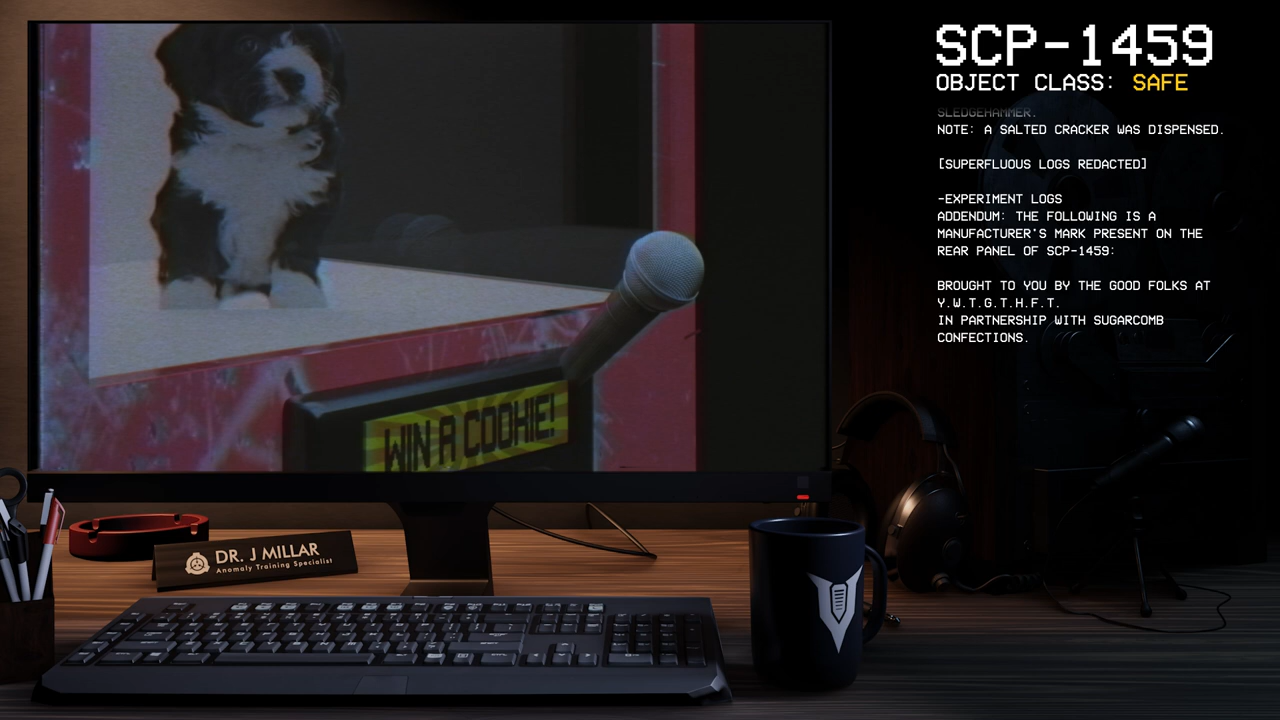 SCP-1459
OBJECT CLASS: SAFE
SLEDGEHAMMER.
NOTE: A SALTED CRACKER WAS DISPENSED.
[SUPERFLUOUS LOGS REDACTED]
-EXPERIMENT LOGS
ADDENDUM: THE FOLLOWING IS A
MANUFACTURER'S MARK PRESENT ON THE
REAR PANEL OF SCP-1459:
BROUGHT TO YOU BY THE GOOD FOLKS AT
Y.W.T.G.T.H.F.T.
IN PARTNERSHIP WITH SUGARCOMB
CONFECTIONS.
WIN A COOKIE!
DR. J MILLAR
Anomaly Training Specialist